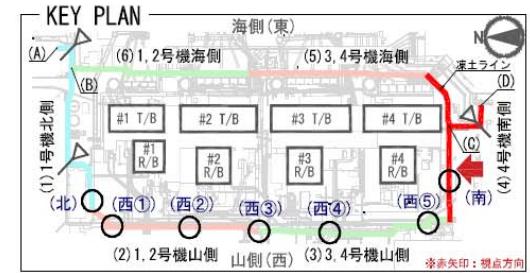 KEY PLAN
海側(東)
N
(A)
(6)1,2号機海側
(5)3,4号機海側
凍土ライン
(B)
(D)
#1 T/B
#2 T/B
#3 T/B
#4 T/B
(1)1号機北側
#1
R/B
#2
R/B
#3
R/B
#4
R/B
(C)
(4)4号機南側
(北)
(西①)
(西②)
(西③)
(西④)
(西⑤)
(南)
(2)1,2号機山側
山側(西)
(3)3,4号機山側
※赤矢印：視点方向